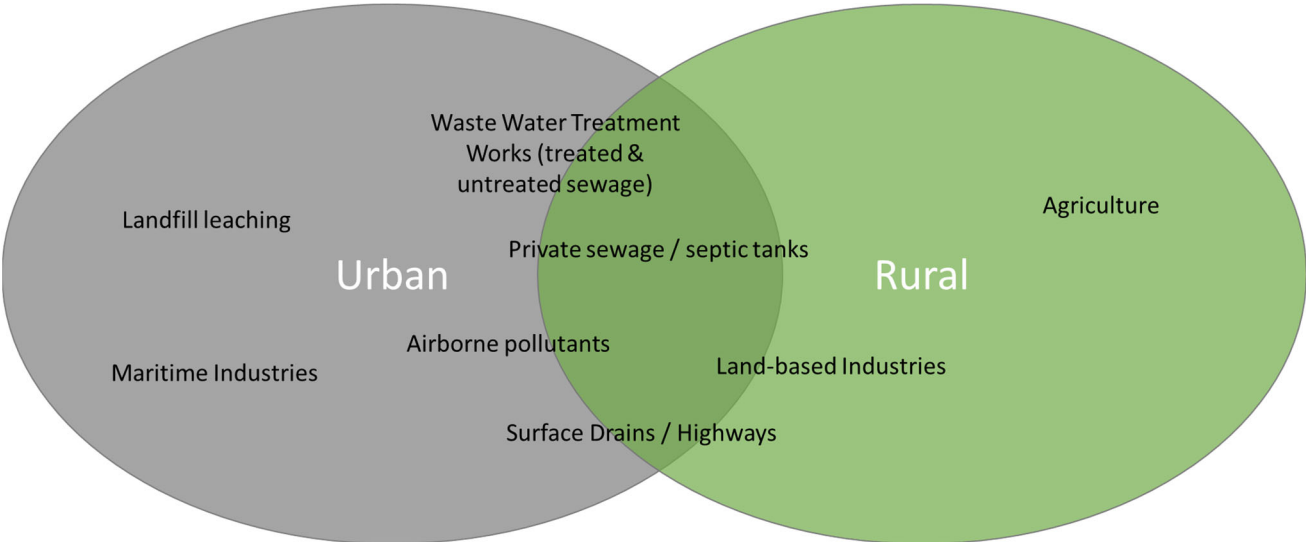 Waste Water Treatment
Works (treated &
untreated sewage)
Landfill leaching
Agriculture
Private sewage / septic tanks
Urban
Rural
Airborne pollutants
Maritime Industries
Land-based Industries
Surface Drains / Highways